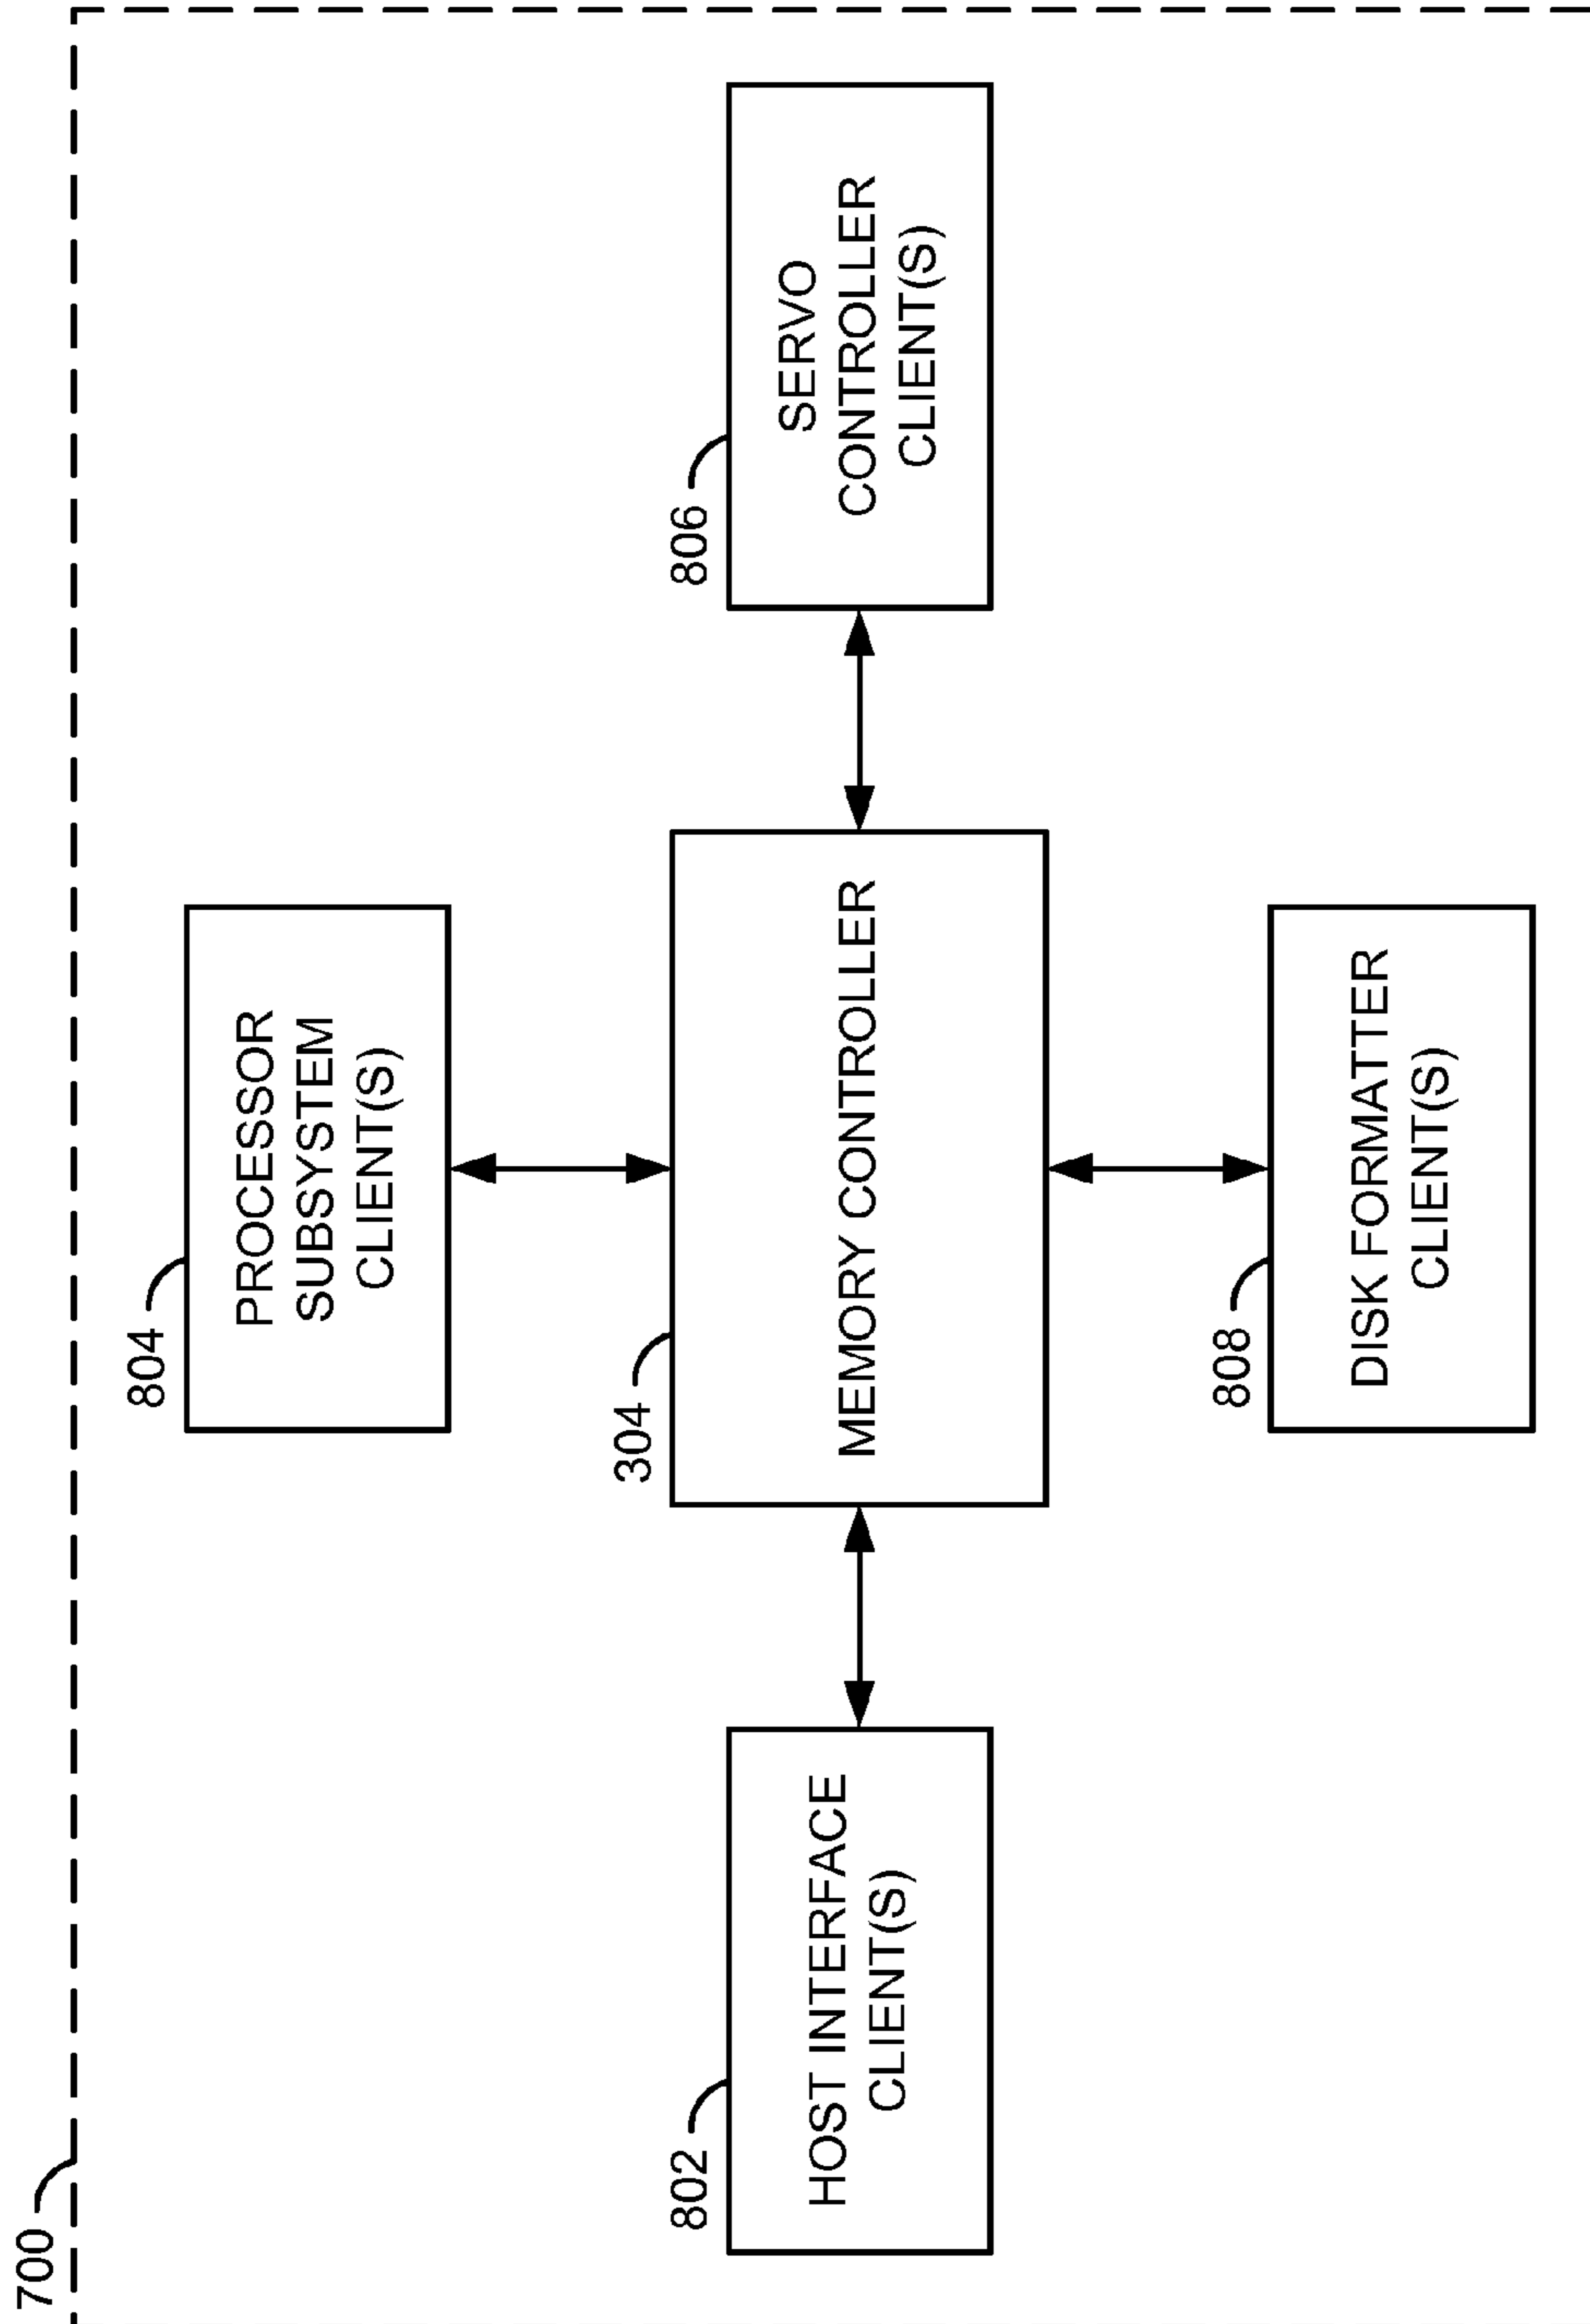 700
804
PROCESSOR
SUBSYSTEM
CLIENT(S)
802
HOST INTERFACE
CLIENT(S)
304
MEMORY CONTROLLER
806
SERVO
CONTROLLER
CLIENT(S)
808
DISK FORMATTER
CLIENT(S)